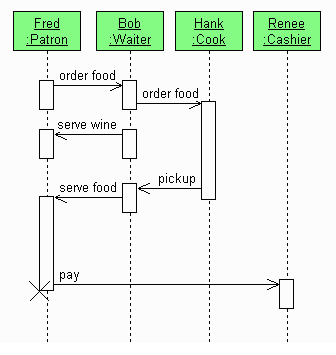 Fred
:Patron
Bob
:Waiter
Hank
:Cook
Renee
:Cashier
order food
order food
serve wine
pickup
serve food
pay